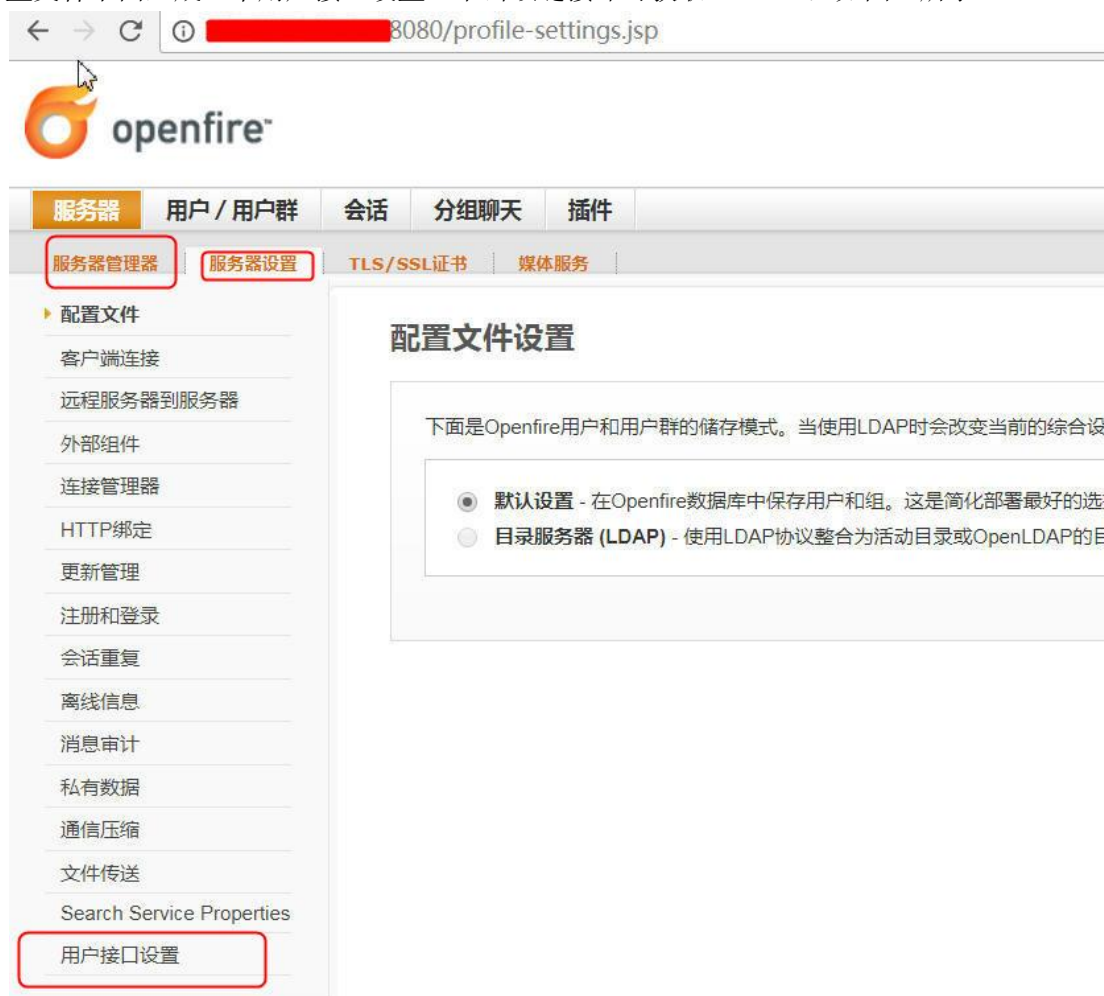 8080/profile-settings.jsp
openfire
服务器 用户 / 用户群 会话 分组聊天 插件
服务器管理器 服务器设置 TLS/SSL证书 媒体服务
配置文件
客户端连接
远程服务器到服务器
外部组件
连接管理器
HTTP绑定
更新管理
注册和登录
会话重复
离线信息
消息审计
私有数据
通信压缩
文件传送
Search Service Properties
用户接口设置
配置文件设置
下面是Openfire用户和用户群的储存模式。当使用LDAP时会改变当前的综合设
默认设置 - 在Openfire数据库中保存用户和组。这是简化部署最好的选
目录服务器 (LDAP) - 使用LDAP协议整合为活动目录或OpenLDAP的目